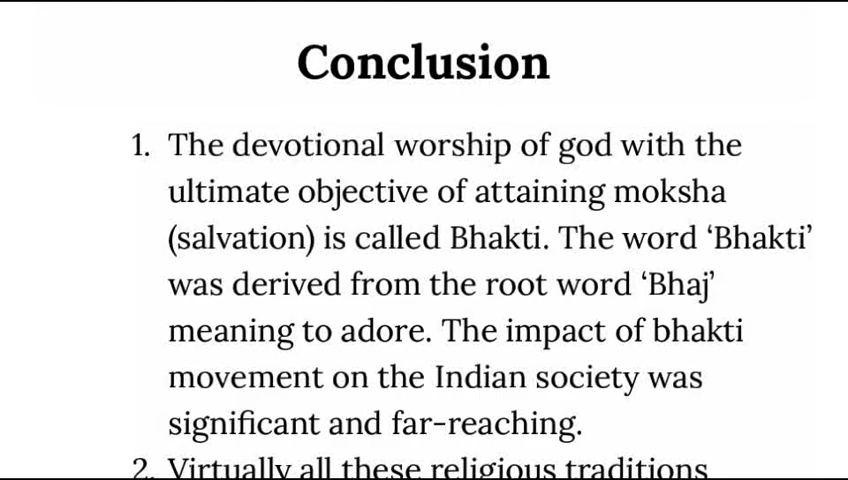 Conclusion
1. The devotional worship of god with the
ultimate objective of attaining moksha
(salvation) is called Bhakti. The word ‘Bhakti’
was derived from the root word ‘Bhaj’
meaning to adore. The impact of bhakti
movement on the Indian society was
significant and far-reaching.
2. Virtually all these religious traditions